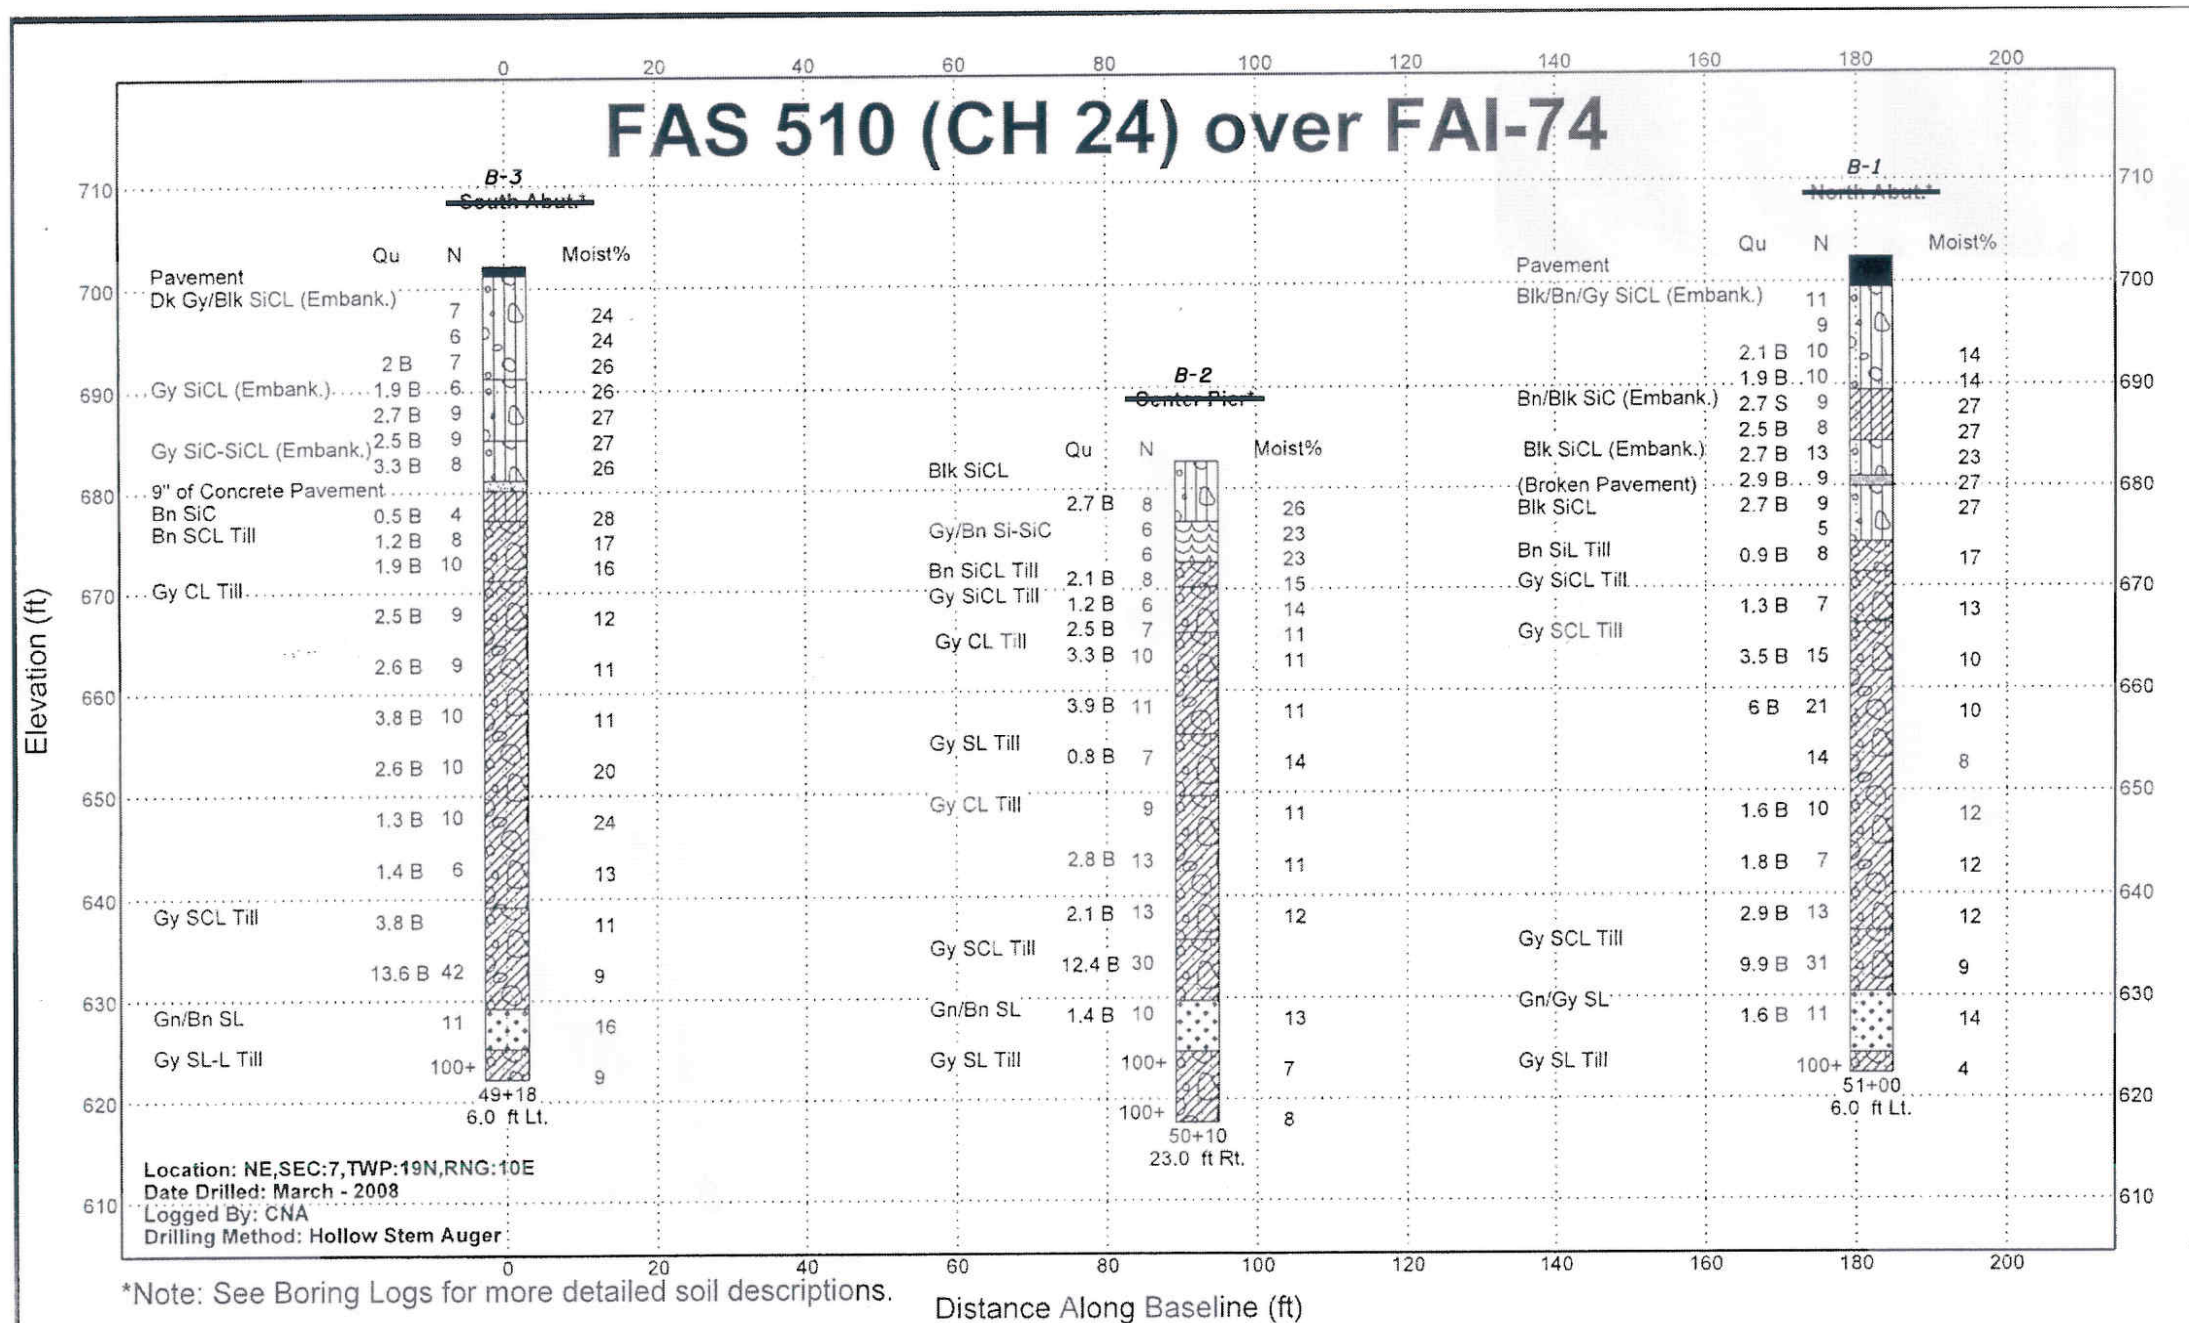 0 20 40 60 80 100 120 140 160 180 200
FAS 510 (CH 24) over FAI-74
B-3
South Abut.*
Qu N Moist%
Pavement
Dk Gy/Blk SiCL (Embank.)
7 24
6 24
2 B 7 26
Gy SiCL (Embank.) 1.9 B 6 26
2.7 B 9 27
Gy SiC-SiCL (Embank.) 2.5 B 9 27
3.3 B 8 26
9" of Concrete Pavement
Bn SiC 0.5 B 4 28
Bn SCL Till 1.2 B 8 17
1.9 B 10 16
Gy CL Till
2.5 B 9 12
2.6 B 9 11
3.8 B 10 11
2.6 B 10 20
1.3 B 10 24
1.4 B 6 13
Gy SCL Till 3.8 B 11
13.6 B 42 9
Gn/Bn SL 11 16
Gy SL-L Till 100+ 9
49+18
6.0 ft Lt.
B-2
Center Pier*
Qu N Moist%
Blk SiCL
2.7 B 8 26
Gy/Bn Si-SiC 6 23
6 23
Bn SiCL Till 2.1 B 8 15
Gy SiCL Till 1.2 B 6 14
2.5 B 7 11
Gy CL Till 3.3 B 10 11
3.9 B 11 11
Gy SL Till 0.8 B 7 14
Gy CL Till 9 11
2.8 B 13 11
2.1 B 13 12
Gy SCL Till 12.4 B 30
Gn/Bn SL 1.4 B 10 13
Gy SL Till 100+ 7
100+ 8
50+10
23.0 ft Rt.
B-1
North Abut.*
Qu N Moist%
Pavement
Blk/Bn/Gy SiCL (Embank.) 11
9
2.1 B 10 14
1.9 B 10 14
Bn/Blk SiC (Embank.) 2.7 S 9 27
2.5 B 8 27
Blk SiCL (Embank.) 2.7 B 13 23
(Broken Pavement) 2.9 B 9 27
Blk SiCL 2.7 B 9 27
5
Bn SiL Till 0.9 B 8 17
Gy SiCL Till
1.3 B 7 13
Gy SCL Till
3.5 B 15 10
6 B 21 10
14 8
1.6 B 10 12
1.8 B 7 12
2.9 B 13 12
Gy SCL Till
9.9 B 31 9
Gn/Gy SL 1.6 B 11 14
Gy SL Till 100+ 4
51+00
6.0 ft Lt.
710 710
700 700
690 690
680 680
670 670
660 660
650 650
640 640
630 630
620 620
610 610
Elevation (ft)
Location: NE,SEC:7,TWP:19N,RNG:10E
Date Drilled: March - 2008
Logged By: CNA
Drilling Method: Hollow Stem Auger
0 20 40 60 80 100 120 140 160 180 200
*Note: See Boring Logs for more detailed soil descriptions.
Distance Along Baseline (ft)